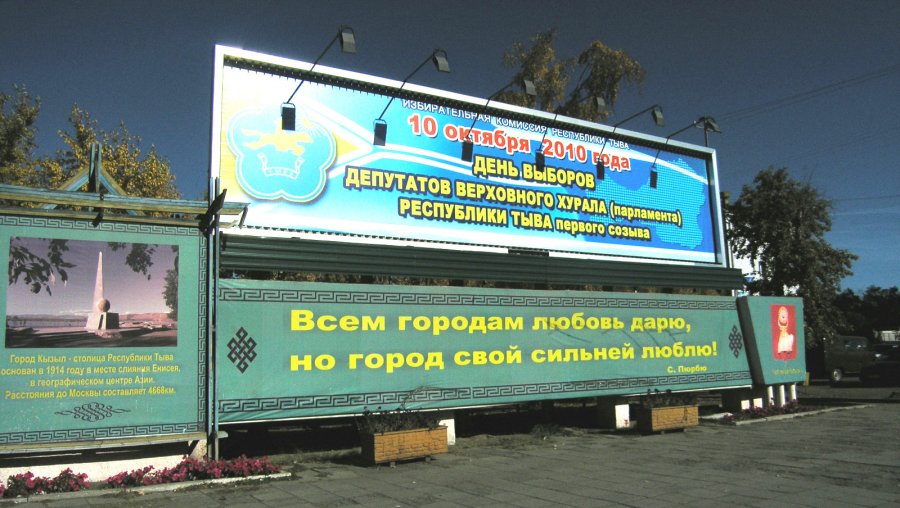 ИЗБИРАТЕЛЬНАЯ КОМИССИЯ РЕСПУБЛИКИ ТЫВА
10 октября 2010 года
ДЕНЬ ВЫБОРОВ
ДЕПУТАТОВ ВЕРХОВНОГО ХУРАЛА (парламента)
РЕСПУБЛИКИ ТЫВА первого созыва
Всем городам любовь дарю,
но город свой сильней люблю!
С. Пюрбю
Город Кызыл - столица Республики Тыва
основан в 1914 году в месте слияния Енисея,
в географическом центре Азии.
Расстояния до Москвы составляет 4668км.